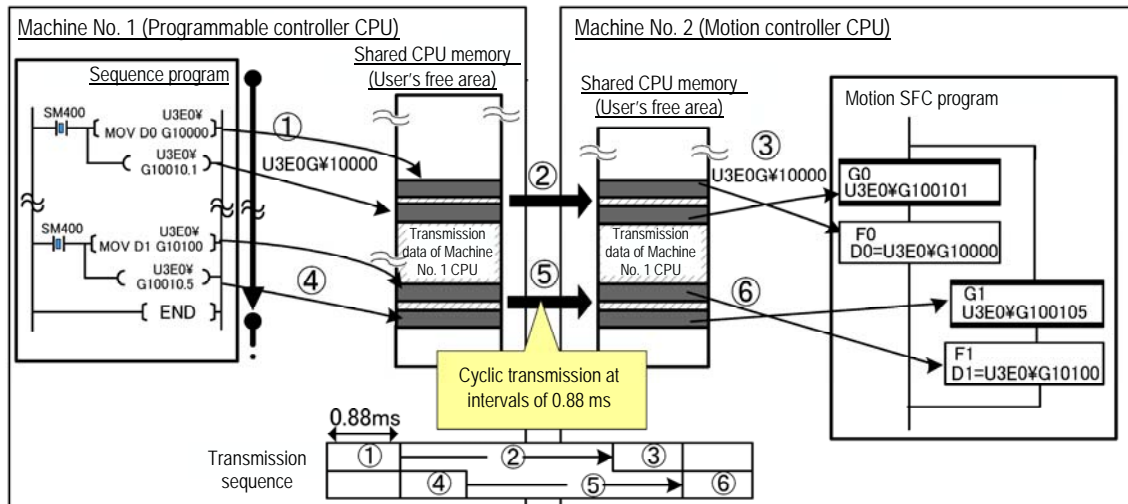 Machine No. 1 (Programmable controller CPU)
Sequence program
SM400
U3E0¥
MOV D0 G10000
U3E0¥
G10010.1
SM400
U3E0¥
MOV D1 G10100
U3E0¥
G10010.5
END
①
U3E0G¥10000
④
Shared CPU memory
(User's free area)
Transmission
data of Machine
No. 1 CPU
②
⑤
Cyclic transmission at
intervals of 0.88 ms
Machine No. 2 (Motion controller CPU)
Shared CPU memory
(User's free area)
Transmission
data of Machine
No. 1 CPU
③
U3E0G¥10000
⑥
Motion SFC program
G0
U3E0¥G100101
F0
D0=U3E0¥G10000
G1
U3E0¥G100105
F1
D1=U3E0¥G10100
0.88ms
Transmission
sequence
① ② ③
④ ⑤ ⑥